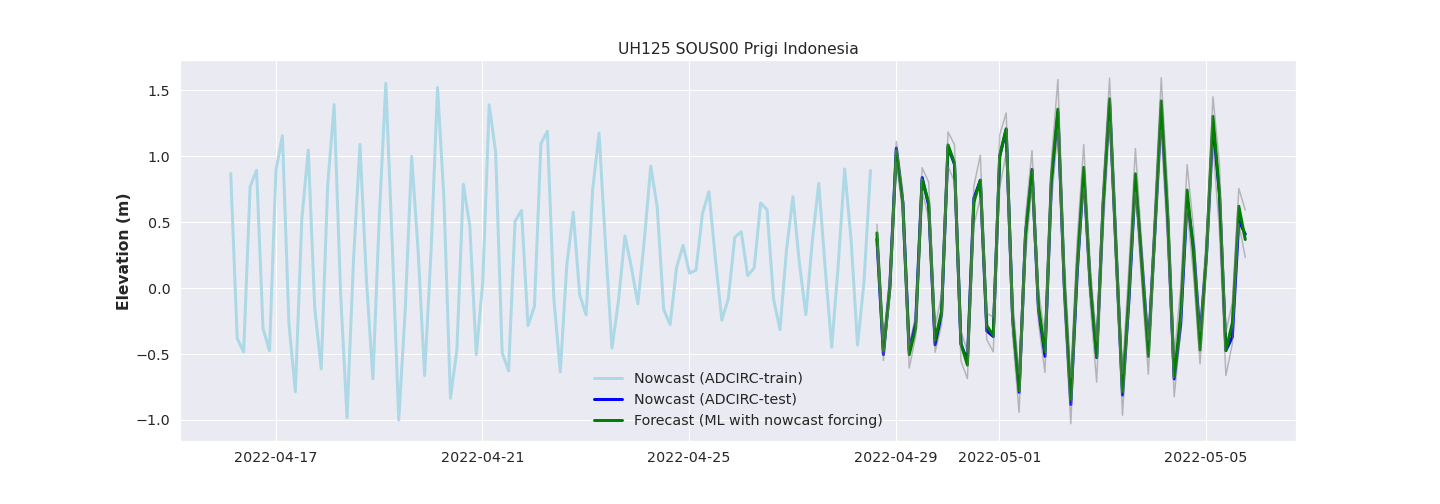 UH125 SOUS00 Prigi Indonesia
Elevation (m)
1.5
1.0
0.5
0.0
−0.5
−1.0
Nowcast (ADCIRC-train)
Nowcast (ADCIRC-test)
Forecast (ML with nowcast forcing)
2022-04-17 2022-04-21 2022-04-25 2022-04-29 2022-05-01 2022-05-05